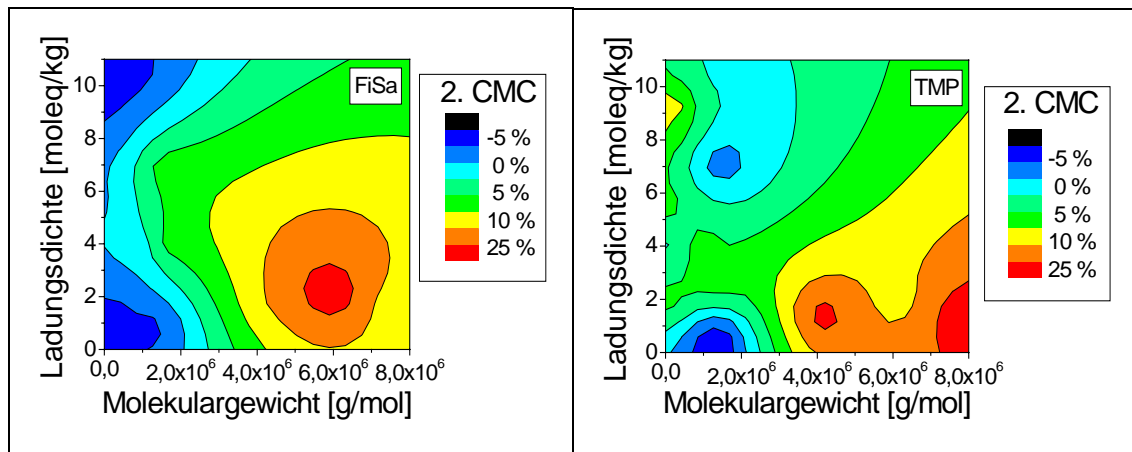 FiSa
2. CMC
-5 %
0 %
5 %
10 %
25 %
Ladungsdichte [moleq/kg]
10
8
6
4
2
0
0,0
2,0x10⁶
4,0x10⁶
6,0x10⁶
8,0x10⁶
Molekulargewicht [g/mol]
TMP
2. CMC
-5 %
0 %
5 %
10 %
25 %
Ladungsdichte [moleq/kg]
10
8
6
4
2
0
0,0
2,0x10⁶
4,0x10⁶
6,0x10⁶
8,0x10⁶
Molekulargewicht [g/mol]